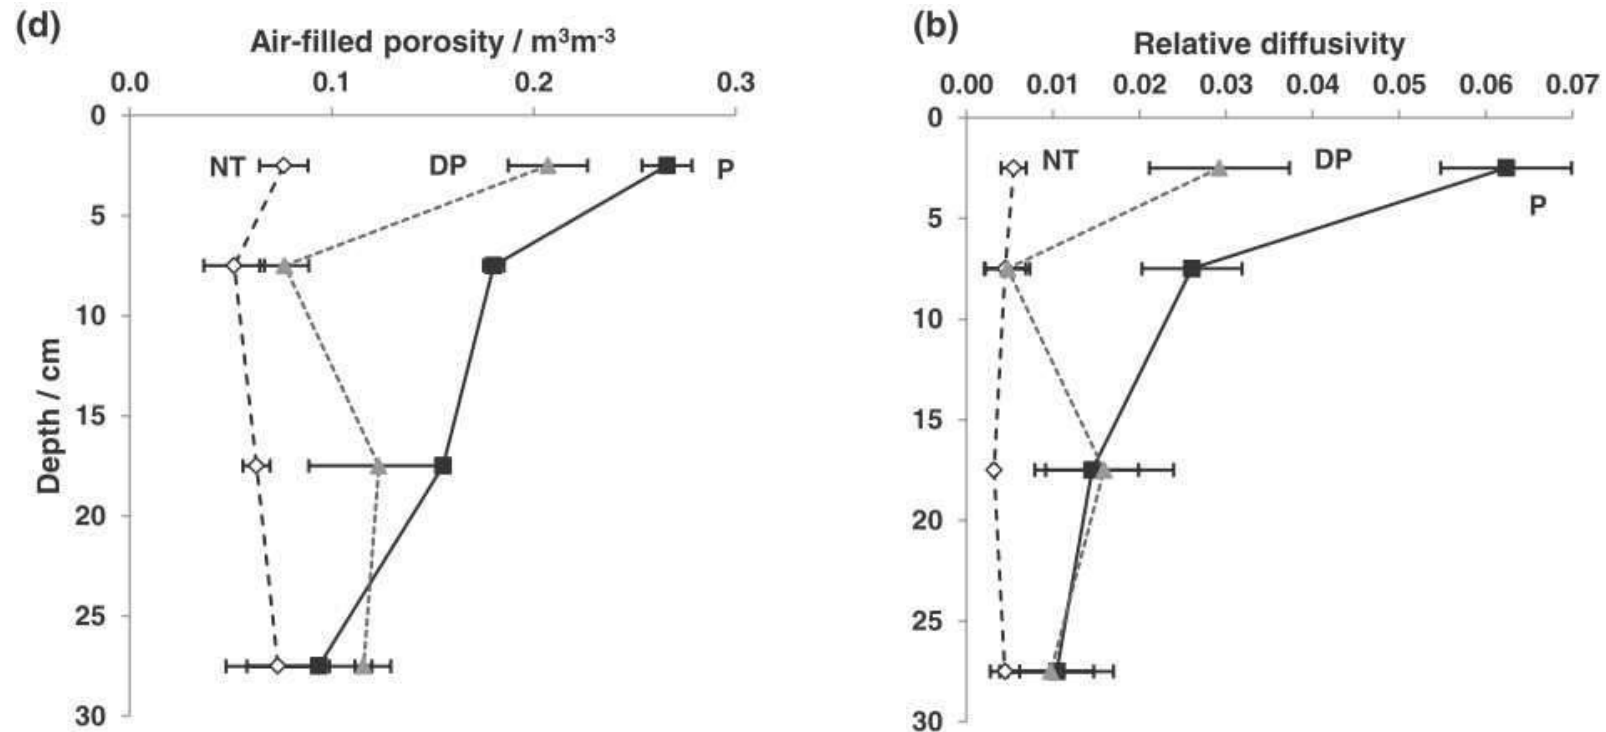 (d)
Air-filled porosity / m³m⁻³
0.0 0.1 0.2 0.3
0
NT DP P
5
10
15
20
25
30
Depth / cm
(b)
Relative diffusivity
0.00 0.01 0.02 0.03 0.04 0.05 0.06 0.07
0
NT DP
P
5
10
15
20
25
30